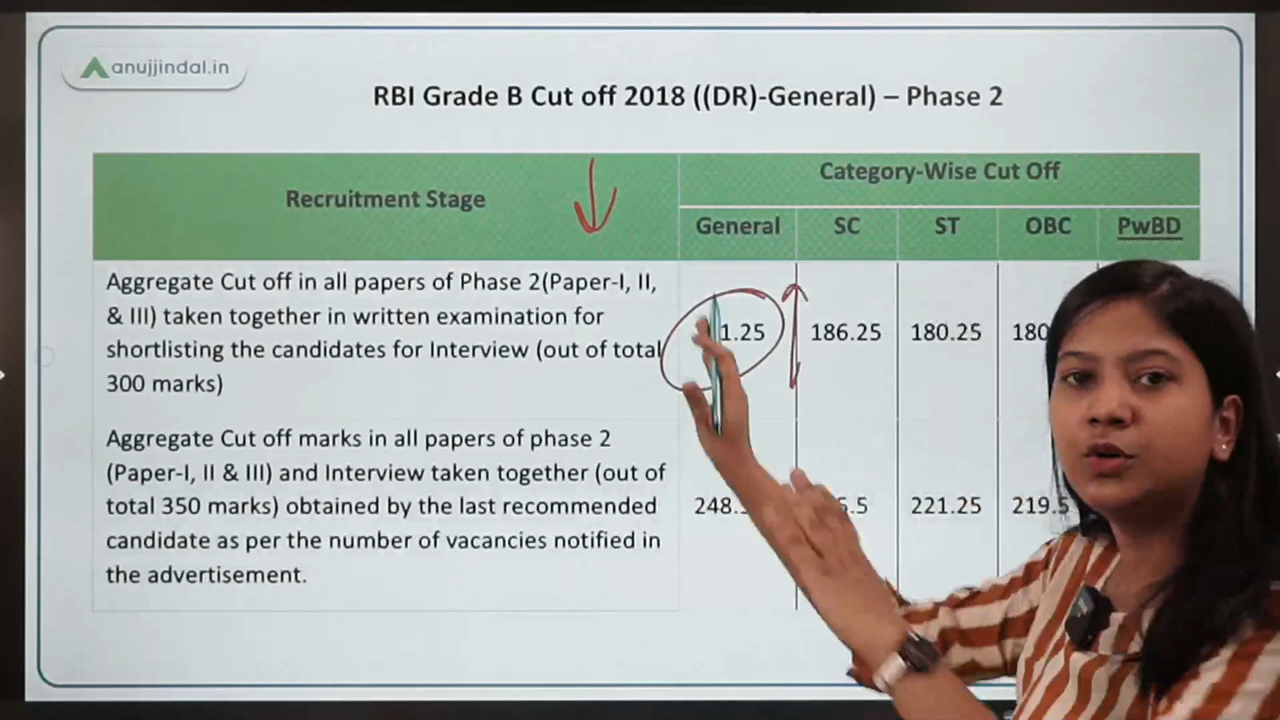 anujjindal.in
RBI Grade B Cut off 2018 ((DR)-General) – Phase 2
Recruitment Stage
Category-Wise Cut Off
General SC ST OBC PwBD
Aggregate Cut off in all papers of Phase 2(Paper-I, II,
& III) taken together in written examination for
shortlisting the candidates for Interview (out of total
300 marks)
186.25 180.25
Aggregate Cut off marks in all papers of phase 2
(Paper-I, II & III) and Interview taken together (out of
total 350 marks) obtained by the last recommended
candidate as per the number of vacancies notified in
the advertisement.
221.25 219.5